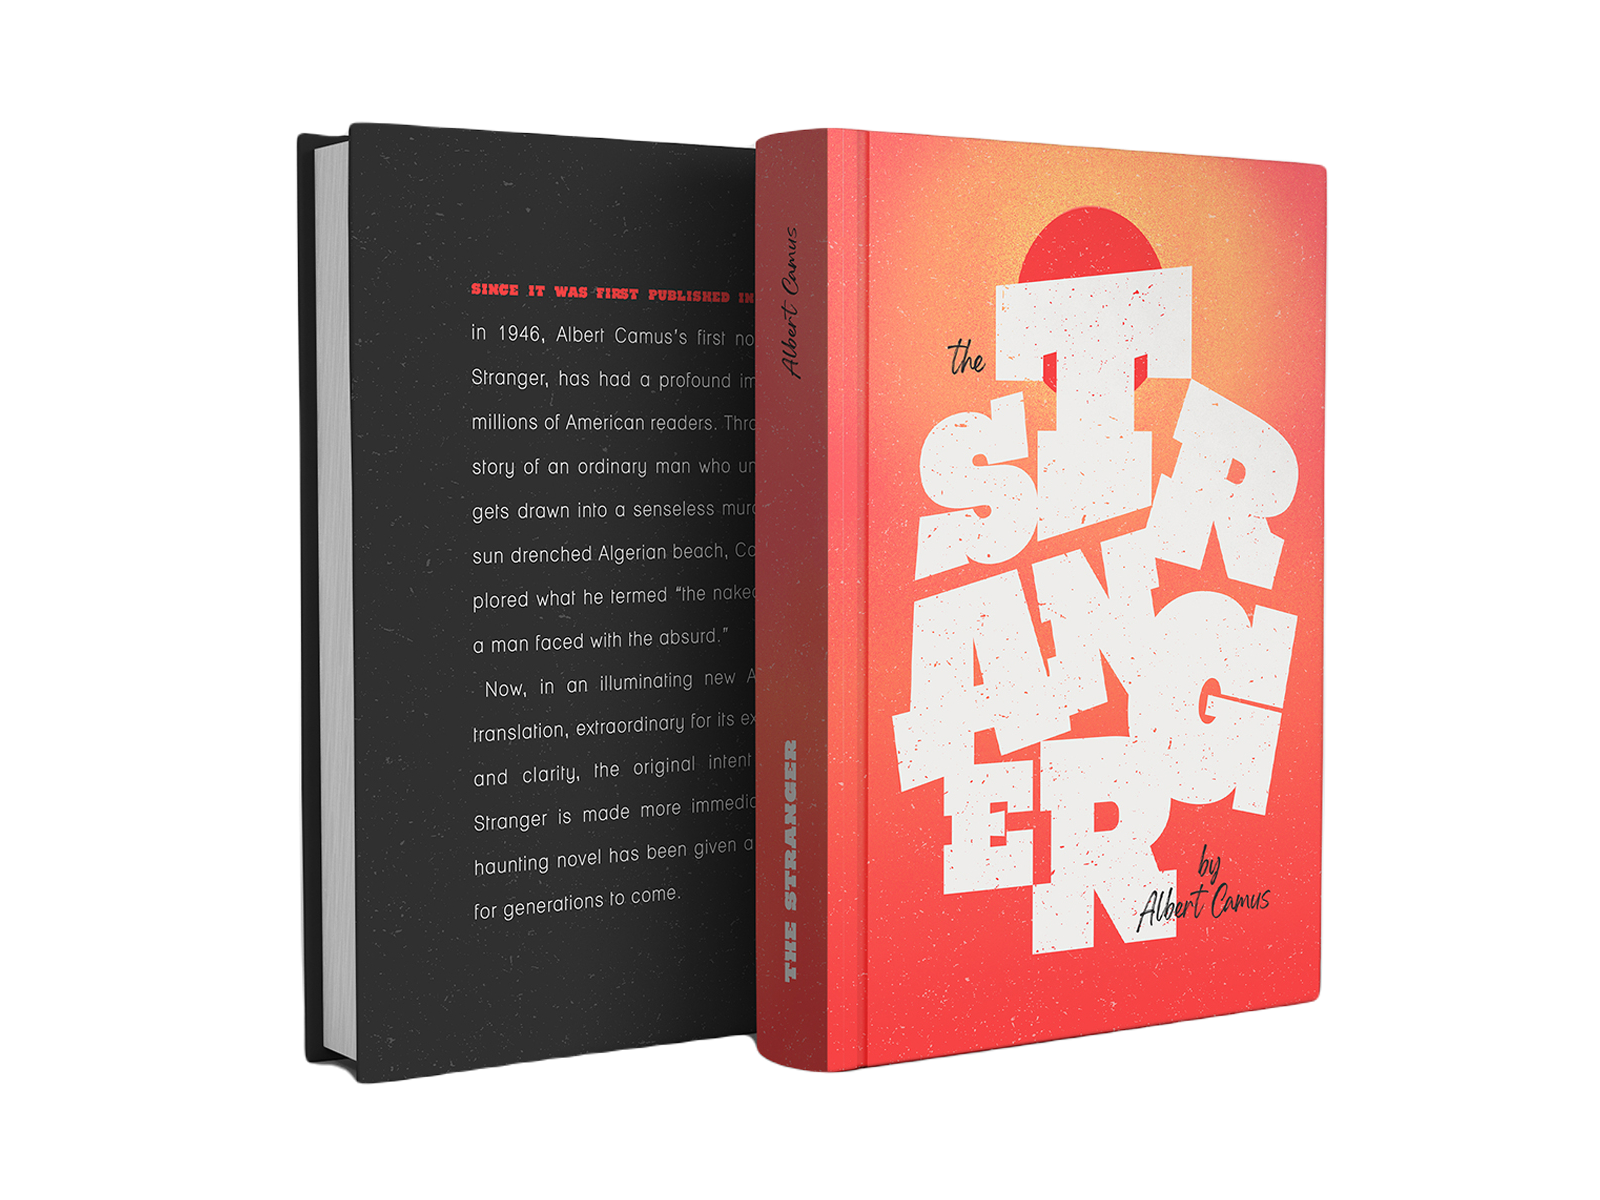 SINCE IT WAS FIRST PUBLISHED IN
in 1946, Albert Camus's first
Stranger, has had a profound
millions of American readers.
story of an ordinary man who
gets drawn into a senseless
sun drenched Algerian beach,
plored what he termed “the
a man faced with the absurd.”
Now, in an illuminating new
translation, extraordinary for its
and clarity, the original intent
Stranger is made more
haunting novel has been given a
for generations to come.
Albert Camus
THE STRANGER
the
STRANGER
by
Albert Camus